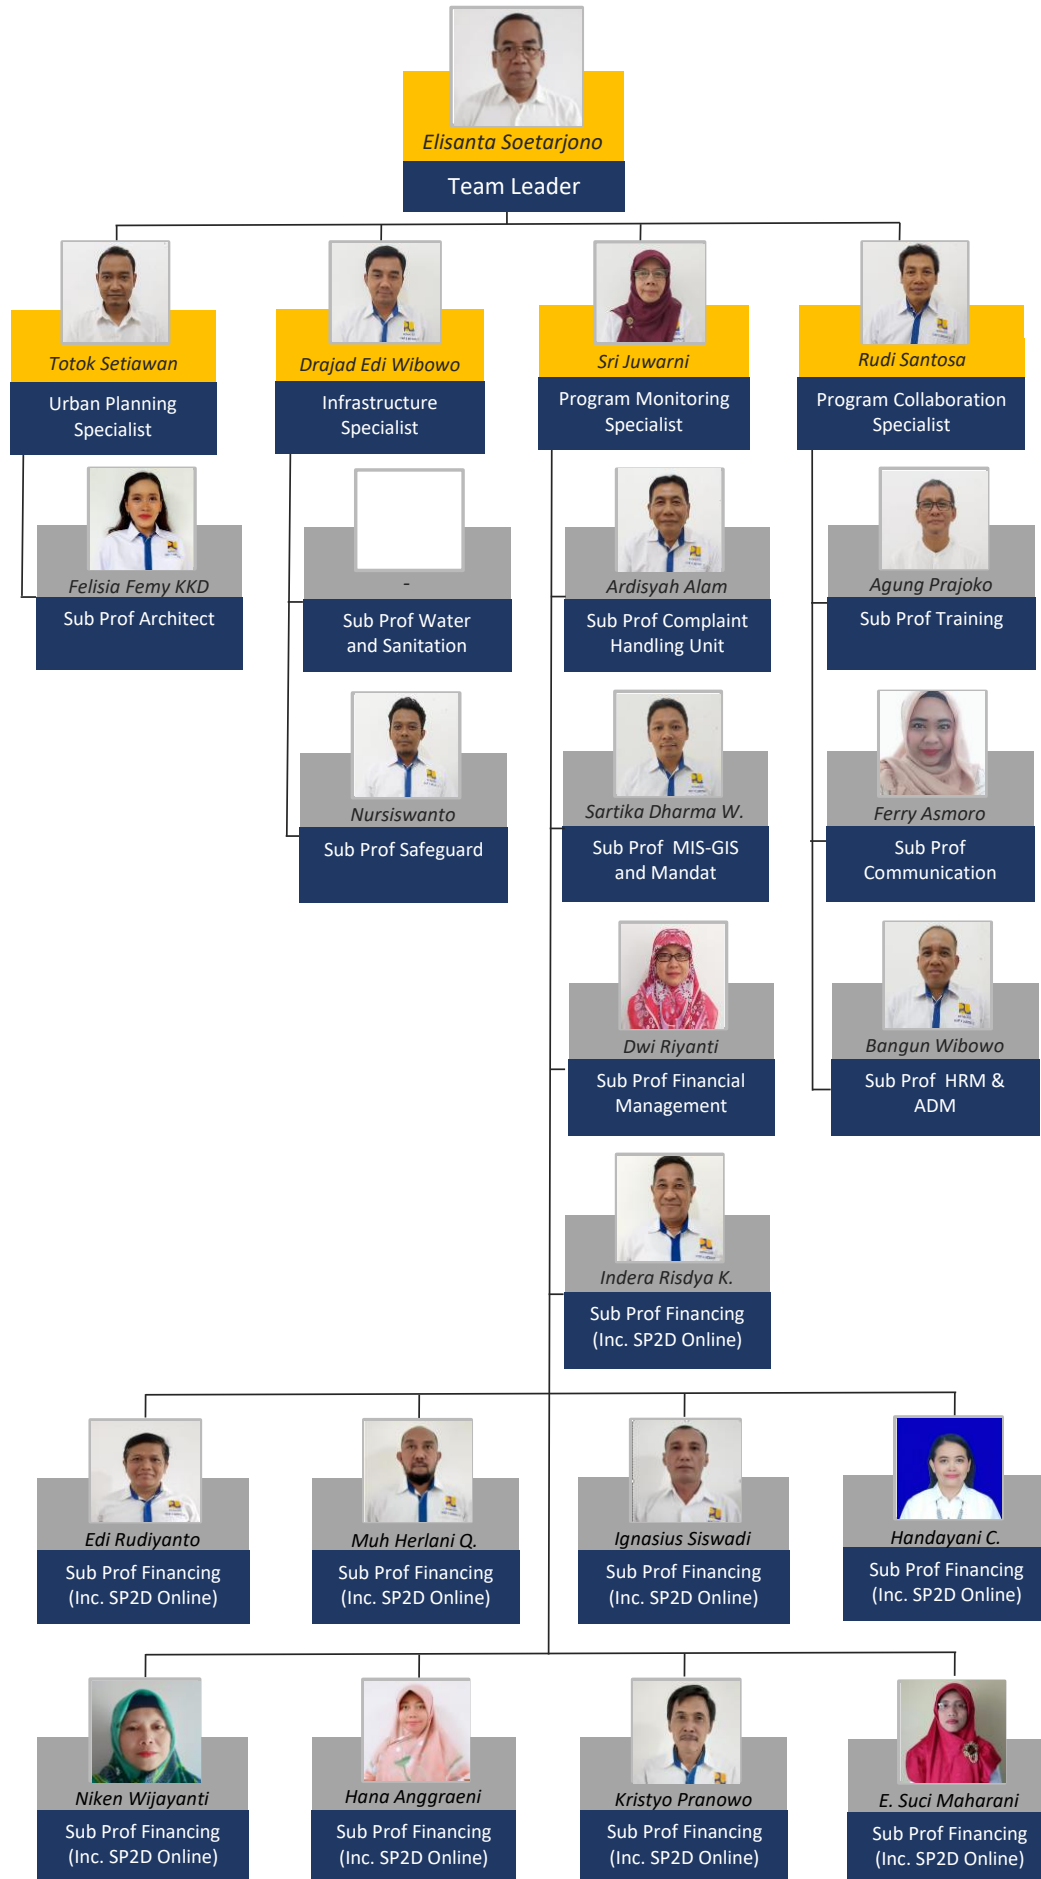 Elisanta Soetarjono
Team Leader
Totok Setiawan
Urban Planning
Specialist
Drajad Edi Wibowo
Infrastructure
Specialist
Sri Juwarni
Program Monitoring
Specialist
Rudi Santosa
Program Collaboration
Specialist
Felisia Femy KKD
Sub Prof Architect
-
Sub Prof Water
and Sanitation
Ardisyah Alam
Sub Prof Complaint
Handling Unit
Agung Prajoko
Sub Prof Training
Nursiswanto
Sub Prof Safeguard
Sartika Dharma W.
Sub Prof  MIS-GIS
and Mandat
Ferry Asmoro
Sub Prof
Communication
Dwi Riyanti
Sub Prof Financial
Management
Bangun Wibowo
Sub Prof  HRM &
ADM
Indera Risdya K.
Sub Prof Financing
(Inc. SP2D Online)
Edi Rudiyanto
Sub Prof Financing
(Inc. SP2D Online)
Muh Herlani Q.
Sub Prof Financing
(Inc. SP2D Online)
Ignasius Siswadi
Sub Prof Financing
(Inc. SP2D Online)
Handayani C.
Sub Prof Financing
(Inc. SP2D Online)
Niken Wijayanti
Sub Prof Financing
(Inc. SP2D Online)
Hana Anggraeni
Sub Prof Financing
(Inc. SP2D Online)
Kristyo Pranowo
Sub Prof Financing
(Inc. SP2D Online)
E. Suci Maharani
Sub Prof Financing
(Inc. SP2D Online)